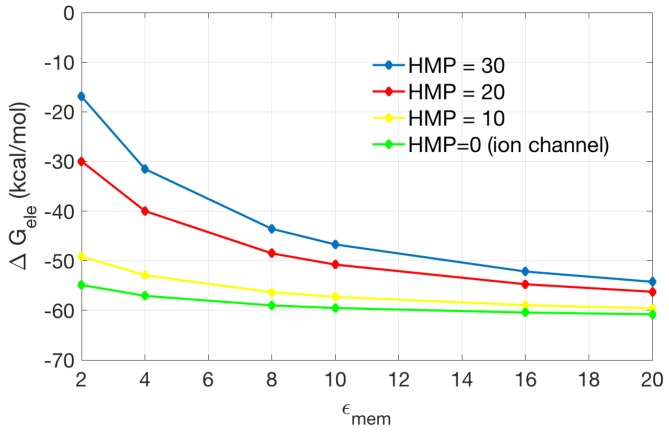 -0
-10
-20
-30
-40
-50
-60
-70
Δ G_ele (kcal/mol)
HMP = 30
HMP = 20
HMP = 10
HMP=0 (ion channel)
2 4 6 8 10 12 14 16 18 20
ϵ_mem